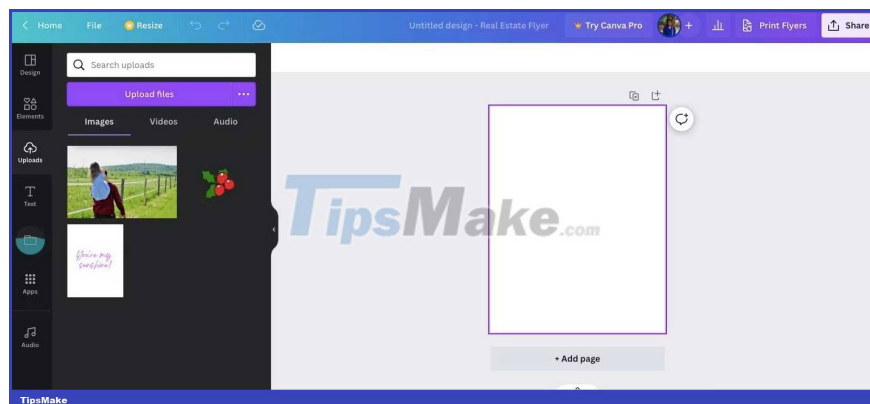 Home File Resize Untitled design - Real Estate Flyer Try Canva Pro + Print Flyers Share
Design
Elements
Uploads
Text
Apps
Audio
Search uploads
Upload files ...
Images Videos Audio
You're my
sunshine!
TipsMake.com
+ Add page
TipsMake